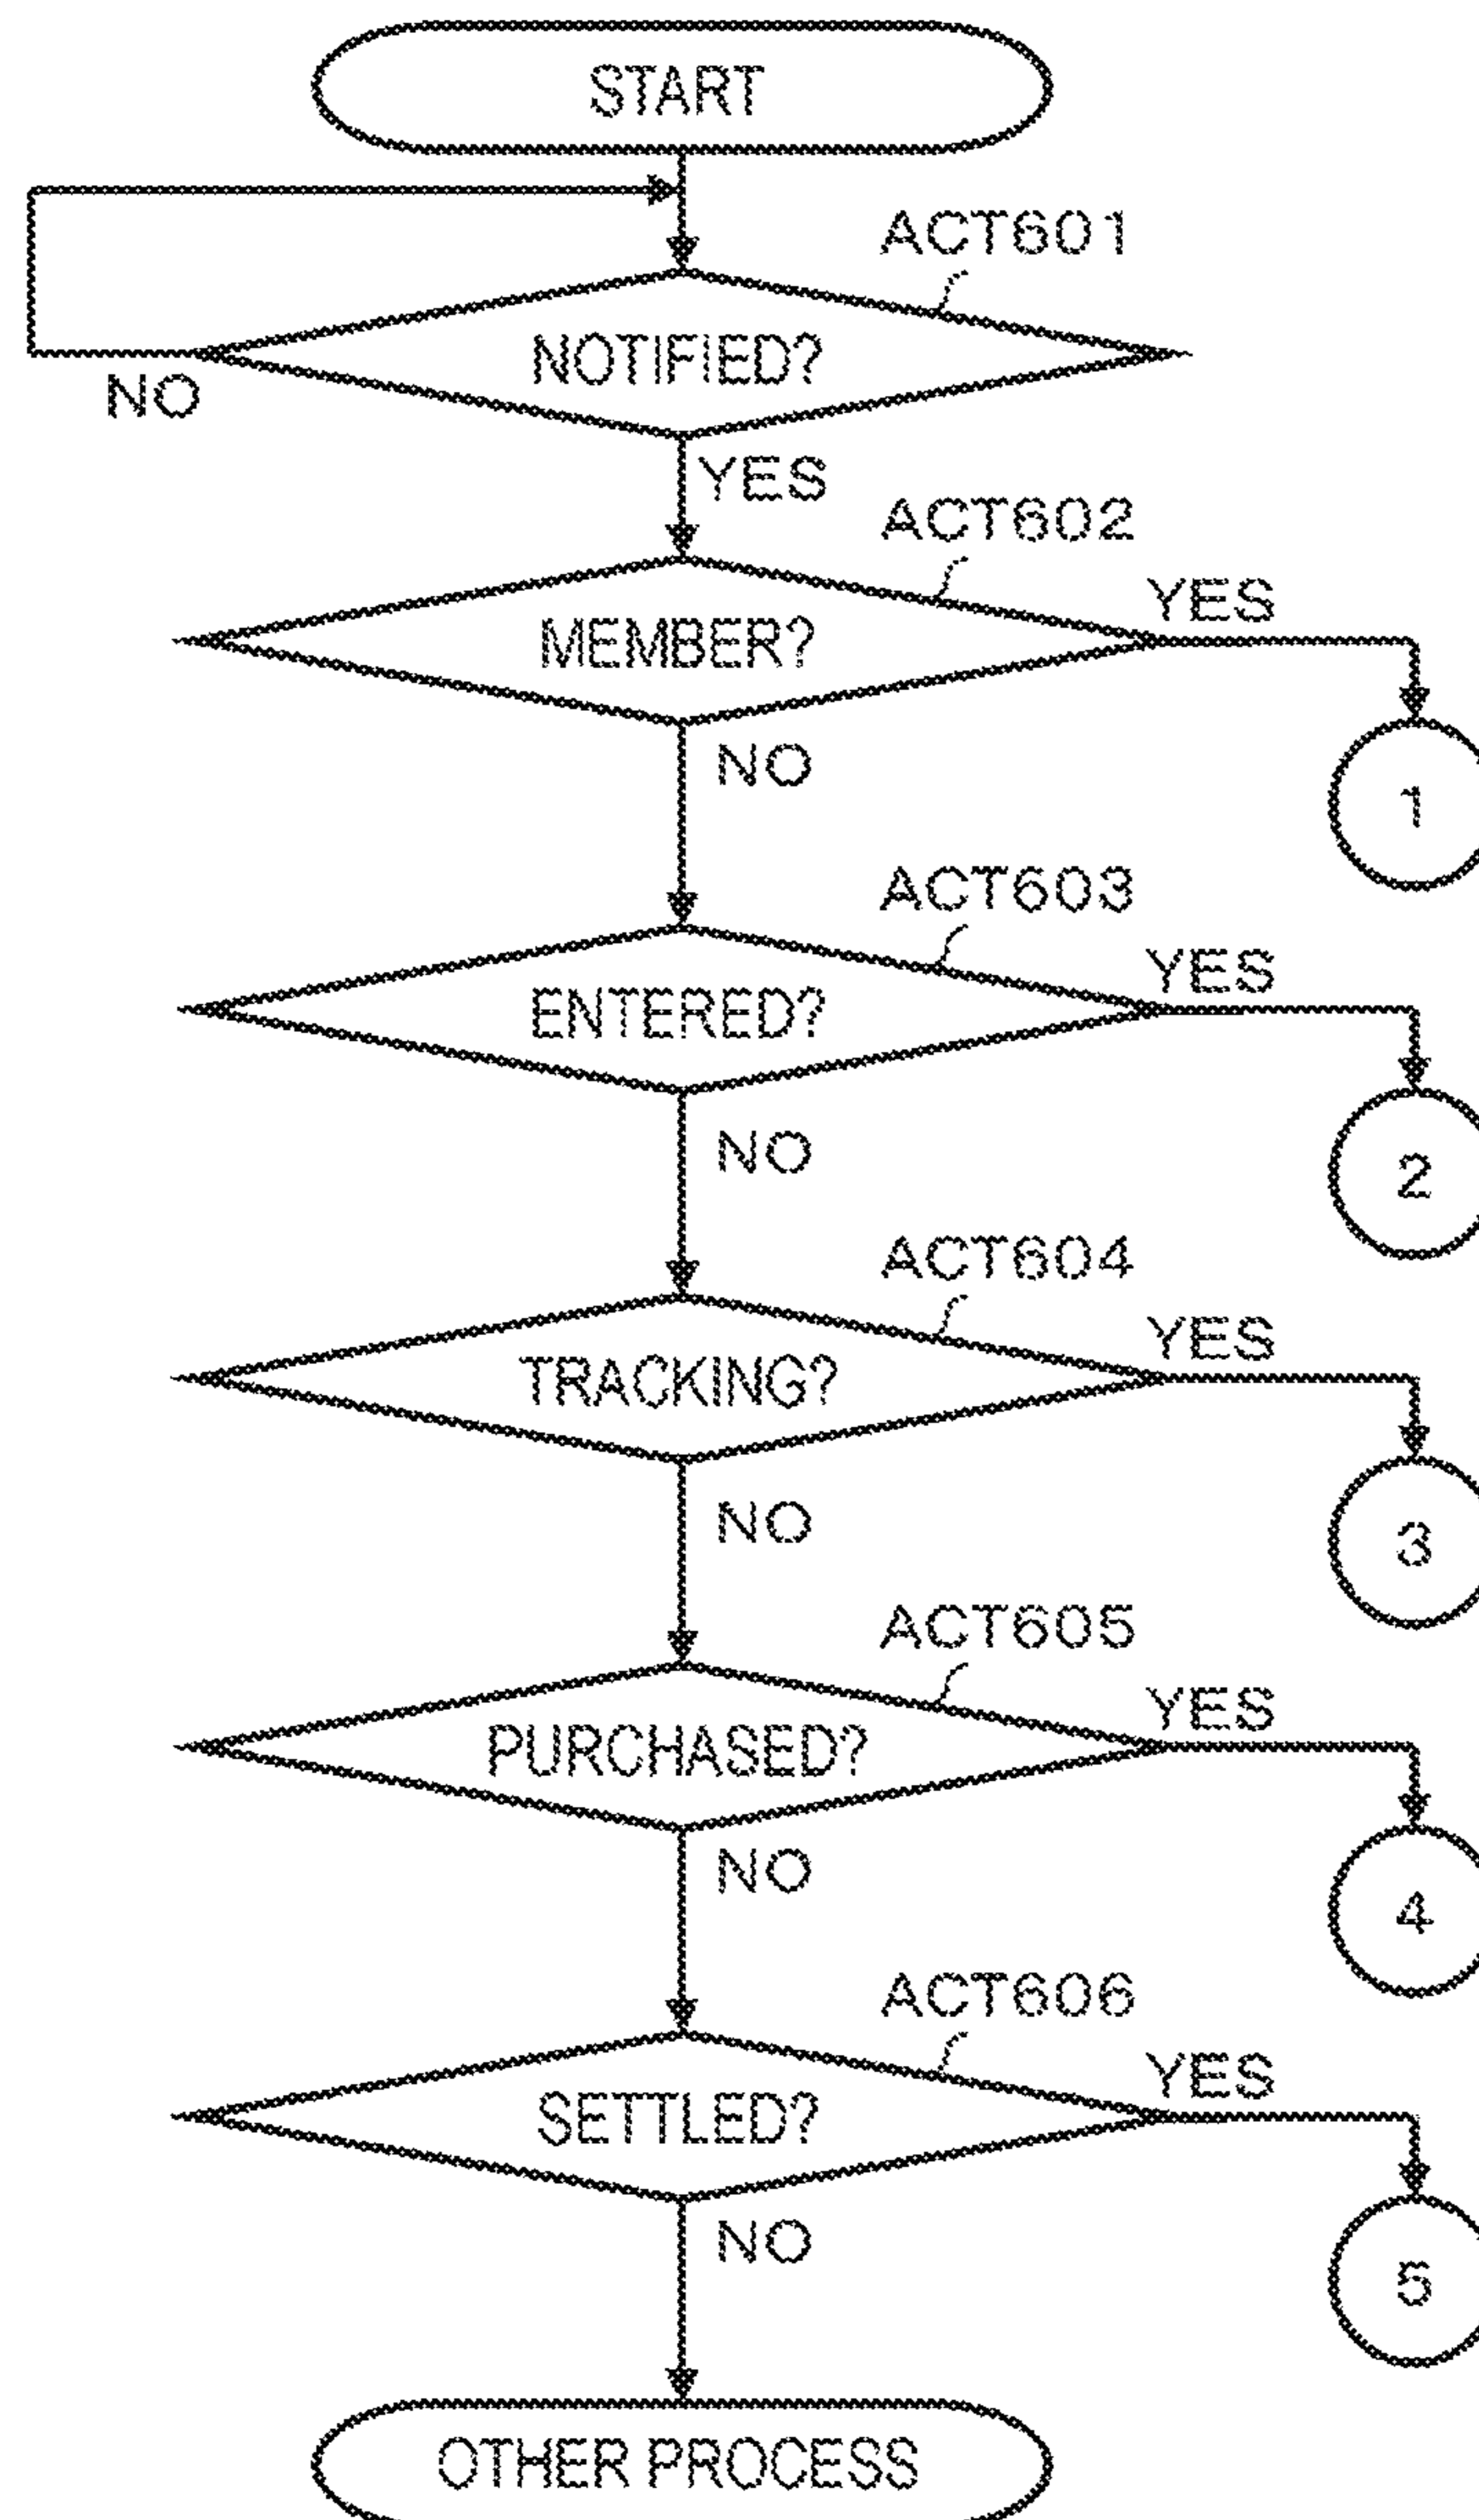 START
ACT601
NOTIFIED?
NO
YES
ACT602
YES
MEMBER?
NO
1
ACT603
YES
ENTERED?
2
NO
ACT604
YES
TRACKING?
3
NO
ACT605
YES
PURCHASED?
4
NO
ACT606
YES
SETTLED?
5
NO
OTHER PROCESS